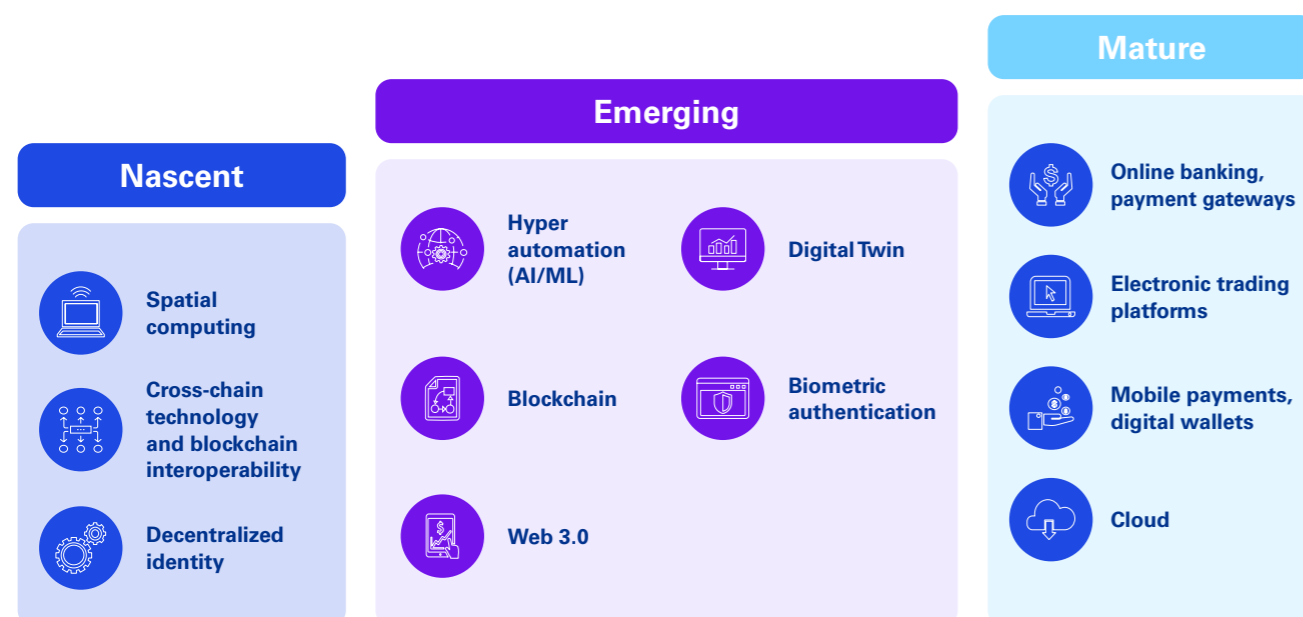 Nascent
Spatial
computing
Cross-chain
technology
and blockchain
interoperability
Decentralized
identity
Emerging
Hyper
automation
(AI/ML)
Digital Twin
Blockchain
Biometric
authentication
Web 3.0
Mature
Online banking,
payment gateways
Electronic trading
platforms
Mobile payments,
digital wallets
Cloud